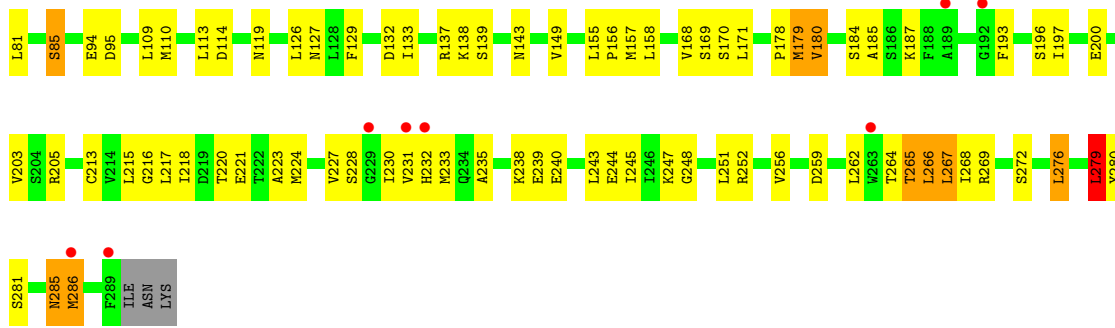 L81 S85 E94 D95 L109 M110 L113 D114 N119 L126 N127 L128 F129 D132 I133 R137 K138 S139 N143 V149 L155 P156 M157 L158 V168 S169 S170 L171 P178 M179 V180 S184 A185 S186 K187 F188 A189 G192 F193 S196 I197 E200
V203 S204 R205 C213 V214 L215 G216 L217 I218 D219 T220 E221 T222 A223 M224 V227 S228 G229 I230 V231 H232 M233 Q234 A235 K238 E239 E240 L243 E244 I245 I246 K247 G248 L251 R252 V256 D259 L262 W263 T264 T265 L266 L267 I268 R269 S272 L276 L279
S281 N285 M286 F289 ILE ASN LYS